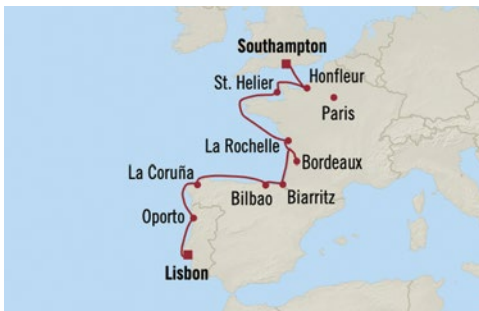 Southampton
St. Helier
Honfleur
Paris
La Rochelle
Bordeaux
La Coruña
Bilbao
Biarritz
Oporto
Lisbon